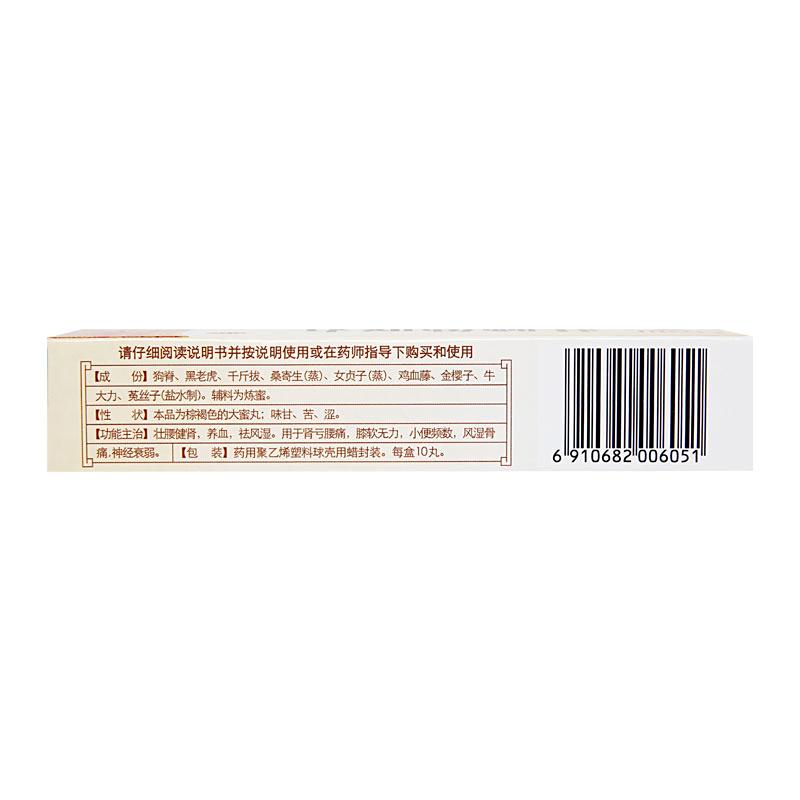 请仔细阅读说明书并按说明使用或在药师指导下购买和使用
【成 份】狗脊、黑老虎、千斤拔、桑寄生(蒸)、女贞子(蒸)、鸡血藤、金樱子、牛
大力、菟丝子(盐水制)。辅料为炼蜜。
【性 状】本品为棕褐色的大蜜丸；味甘、苦、涩。
【功能主治】壮腰健肾，养血，祛风湿。用于肾亏腰痛，膝软无力，小便频数，风湿骨
痛,神经衰弱。 【包 装】药用聚乙烯塑料球壳用蜡封装。每盒10丸。
6 910682 006051